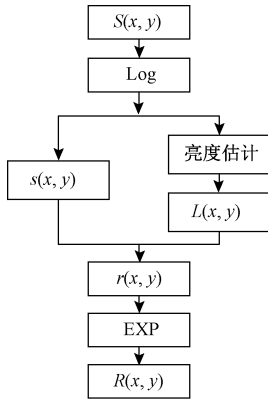 S(x, y)
Log
亮度估计
s(x, y)
L(x, y)
r(x, y)
EXP
R(x, y)